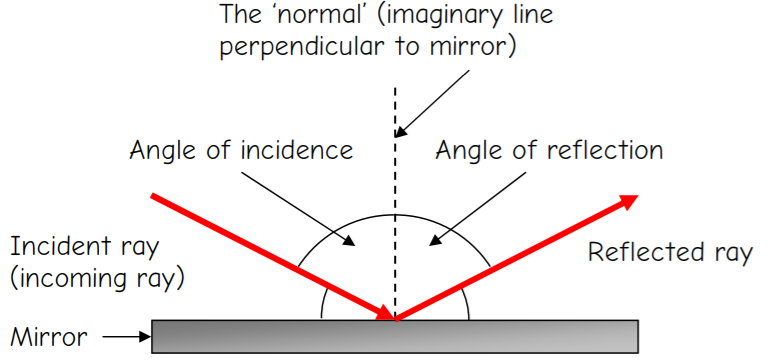 The ‘normal’ (imaginary line
perpendicular to mirror)
Angle of incidence
Angle of reflection
Incident ray
(incoming ray)
Reflected ray
Mirror